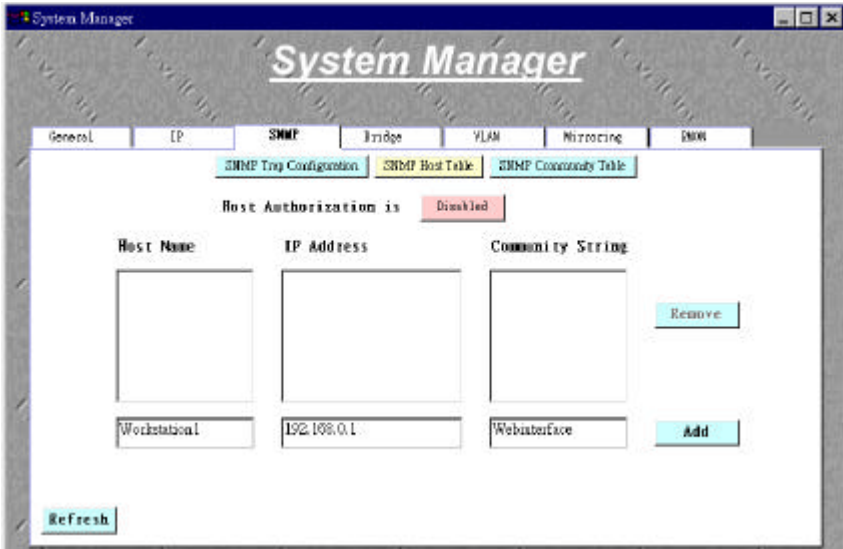 System Manager
System Manager
General IP SNMP Bridge VLAN Mirroring RMON
SNMP Trap Configuration SNMP Host Table SNMP Community Table
Host Authorization is Disabled
Host Name IP Address Community String
Remove
Workstation1 192.168.0.1 Webinterface Add
Refresh